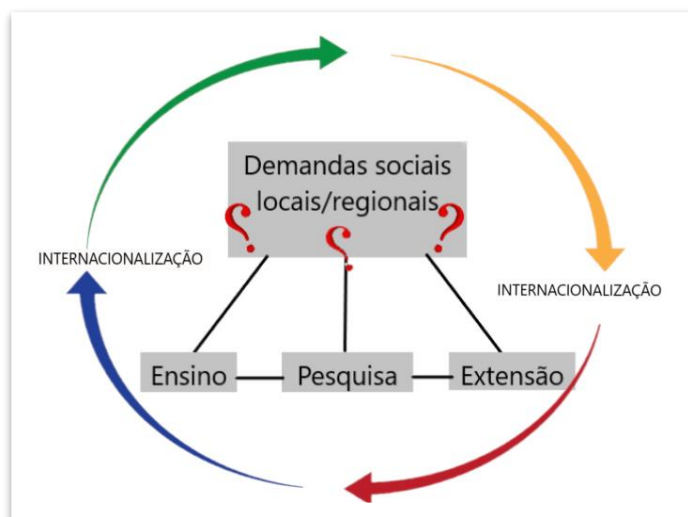 Demandas sociais
locais/regionais
? ? ?
INTERNACIONALIZAÇÃO
INTERNACIONALIZAÇÃO
Ensino
Pesquisa
Extensão